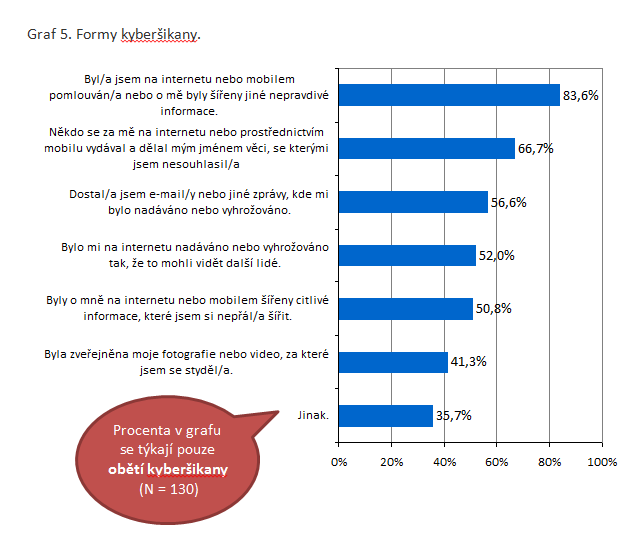 Graf 5. Formy kyberšikany.
Byl/a jsem na internetu nebo mobilem
pomlouván/a nebo o mě byly šířeny jiné nepravdivé
informace.
83,6%
Někdo se za mě na internetu nebo prostřednictvím
mobilu vydával a dělal mým jménem věci, se kterými
jsem nesouhlasil/a
66,7%
Dostal/a jsem e-mail/y nebo jiné zprávy, kde mi
bylo nadáváno nebo vyhrožováno.
56,6%
Bylo mi na internetu nadáváno nebo vyhrožováno
tak, že to mohli vidět další lidé.
52,0%
Byly o mně na internetu nebo mobilem šířeny citlivé
informace, které jsem si nepřál/a šířit.
50,8%
Byla zveřejněna moje fotografie nebo video, za které
jsem se styděl/a.
41,3%
Jinak.
35,7%
0% 20% 40% 60% 80% 100%
Procenta v grafu
se týkají pouze
obětí kyberšikany
(N = 130)